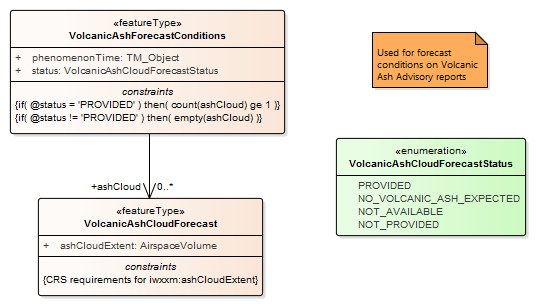 «featureType»
VolcanicAshForecastConditions
+ phenomenonTime: TM_Object
+ status: VolcanicAshCloudForecastStatus
constraints
{if( @status = 'PROVIDED' ) then( count(ashCloud) ge 1 )}
{if( @status != 'PROVIDED' ) then( empty(ashCloud) )}
+ashCloud 0..*
«featureType»
VolcanicAshCloudForecast
+ ashCloudExtent: AirspaceVolume
constraints
{CRS requirements for iwxxm:ashCloudExtent}
Used for forecast
conditions on Volcanic
Ash Advisory reports
«enumeration»
VolcanicAshCloudForecastStatus
PROVIDED
NO_VOLCANIC_ASH_EXPECTED
NOT_AVAILABLE
NOT_PROVIDED